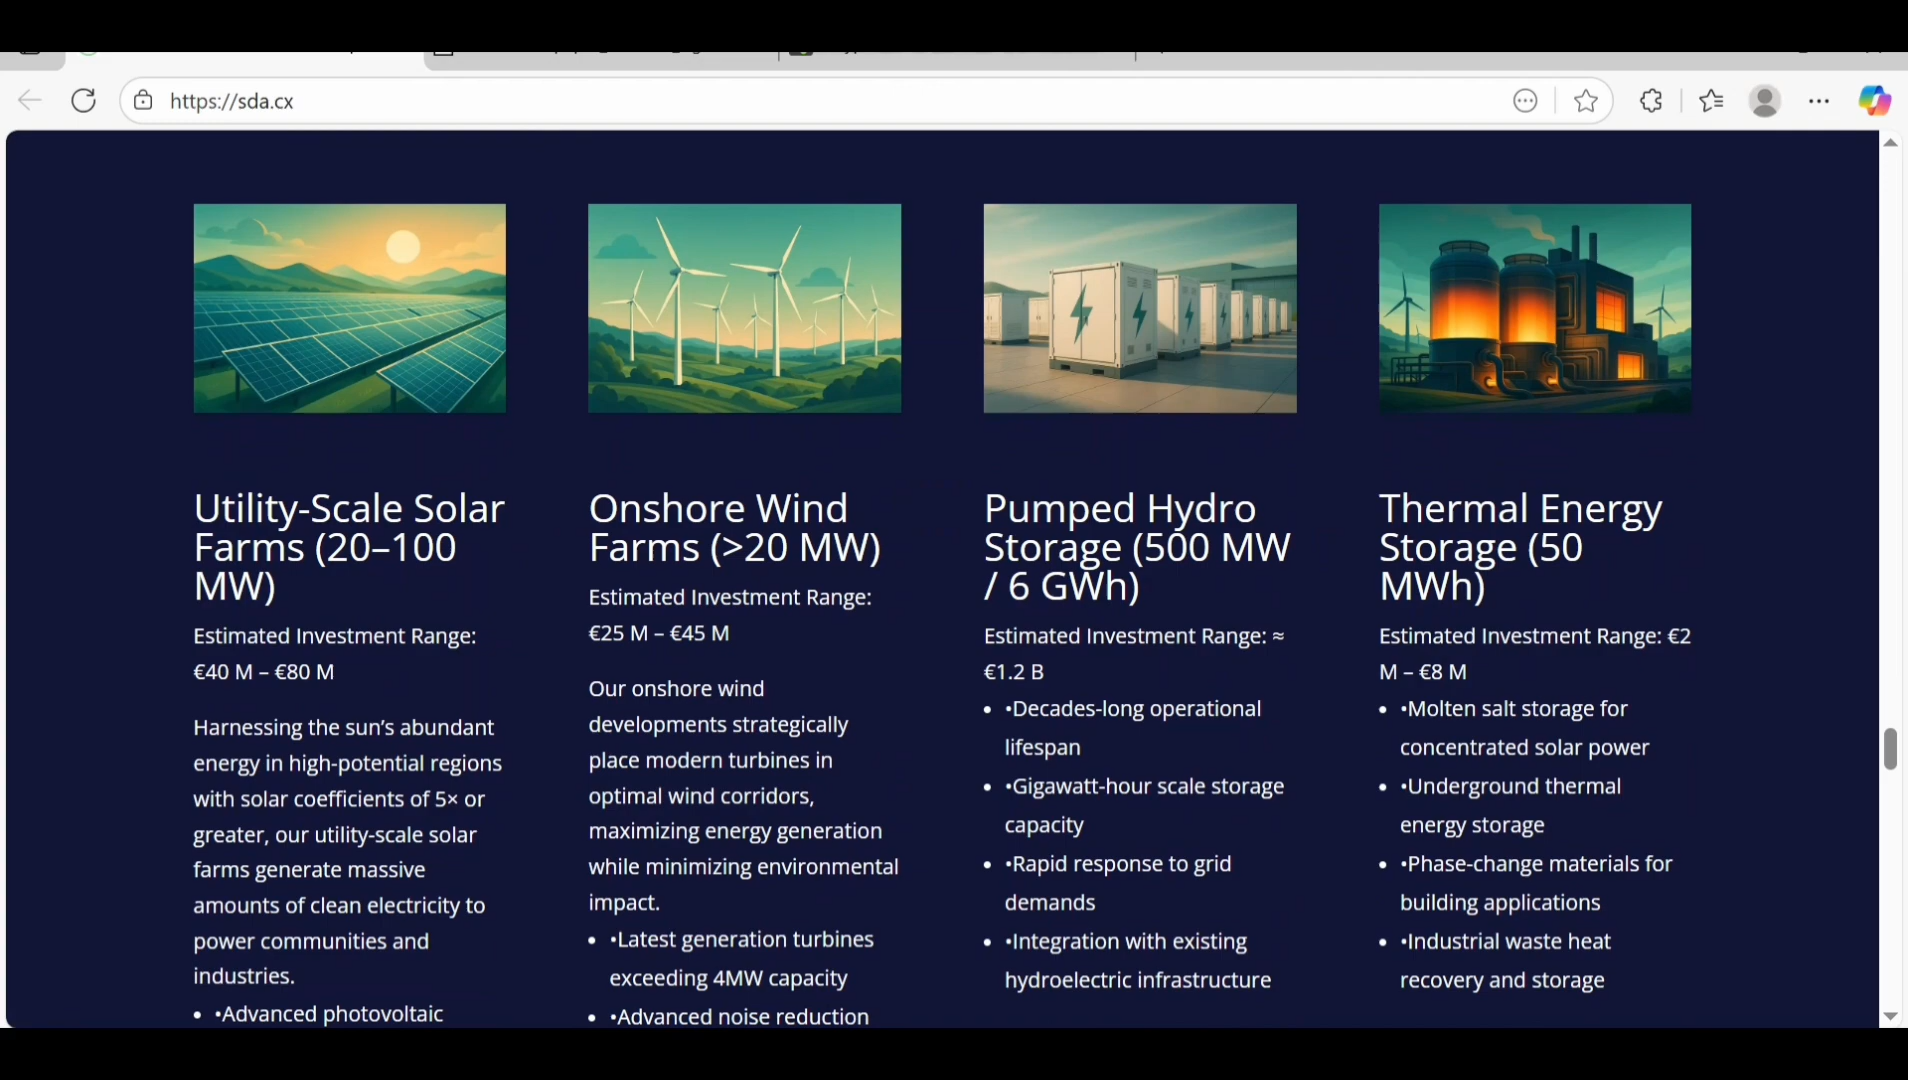 https://sda.cx
Utility-Scale Solar
Farms (20–100
MW)
Estimated Investment Range:
€40 M – €80 M
Harnessing the sun’s abundant
energy in high-potential regions
with solar coefficients of 5× or
greater, our utility-scale solar
farms generate massive
amounts of clean electricity to
power communities and
industries.
• •Advanced photovoltaic
Onshore Wind
Farms (>20 MW)
Estimated Investment Range:
€25 M – €45 M
Our onshore wind
developments strategically
place modern turbines in
optimal wind corridors,
maximizing energy generation
while minimizing environmental
impact.
• •Latest generation turbines
exceeding 4MW capacity
• •Advanced noise reduction
Pumped Hydro
Storage (500 MW
/ 6 GWh)
Estimated Investment Range: ≈
€1.2 B
• •Decades-long operational
lifespan
• •Gigawatt-hour scale storage
capacity
• •Rapid response to grid
demands
• •Integration with existing
hydroelectric infrastructure
Thermal Energy
Storage (50
MWh)
Estimated Investment Range: €2
M – €8 M
• •Molten salt storage for
concentrated solar power
• •Underground thermal
energy storage
• •Phase-change materials for
building applications
• •Industrial waste heat
recovery and storage